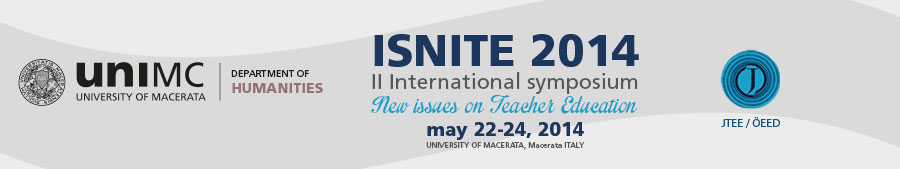 unimc
UNIVERSITY OF MACERATA
DEPARTMENT OF
HUMANITIES
ISNITE 2014
II International symposium
New issues on Teacher Education
may 22-24, 2014
UNIVERSITY OF MACERATA, Macerata ITALY
J
JTEE / ÖEED